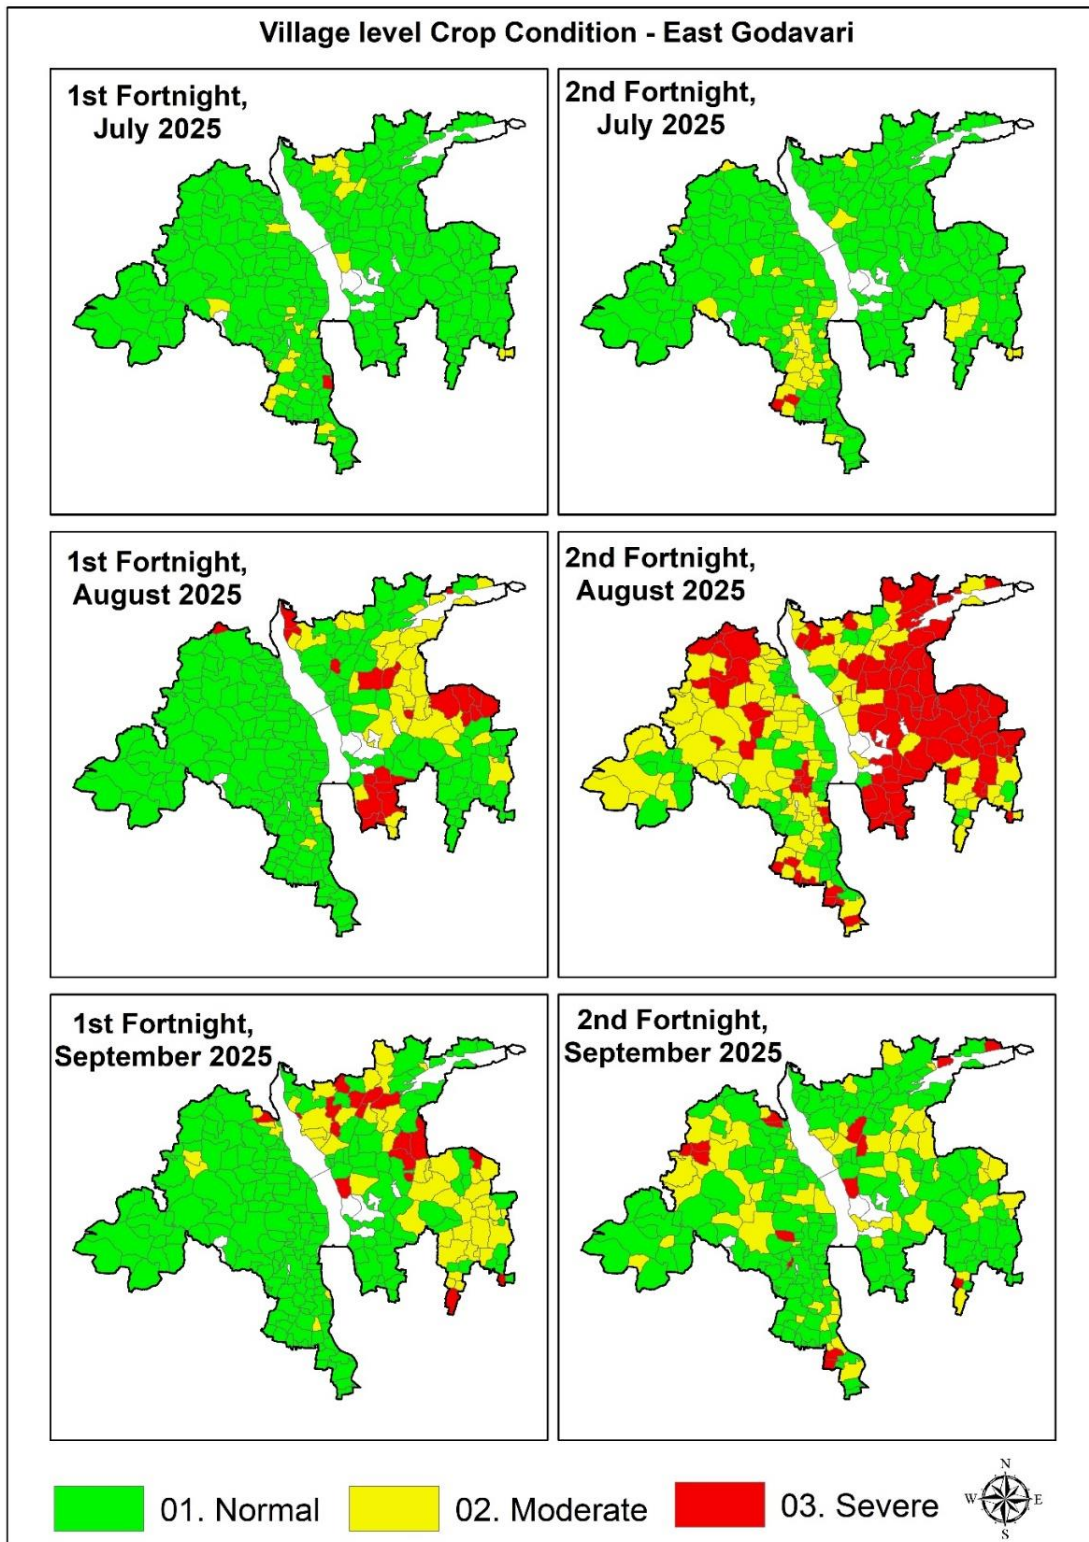 Village level Crop Condition - East Godavari
1st Fortnight,
July 2025
2nd Fortnight,
July 2025
1st Fortnight,
August 2025
2nd Fortnight,
August 2025
1st Fortnight,
September 2025
2nd Fortnight,
September 2025
01. Normal
02. Moderate
03. Severe
N
W E
S